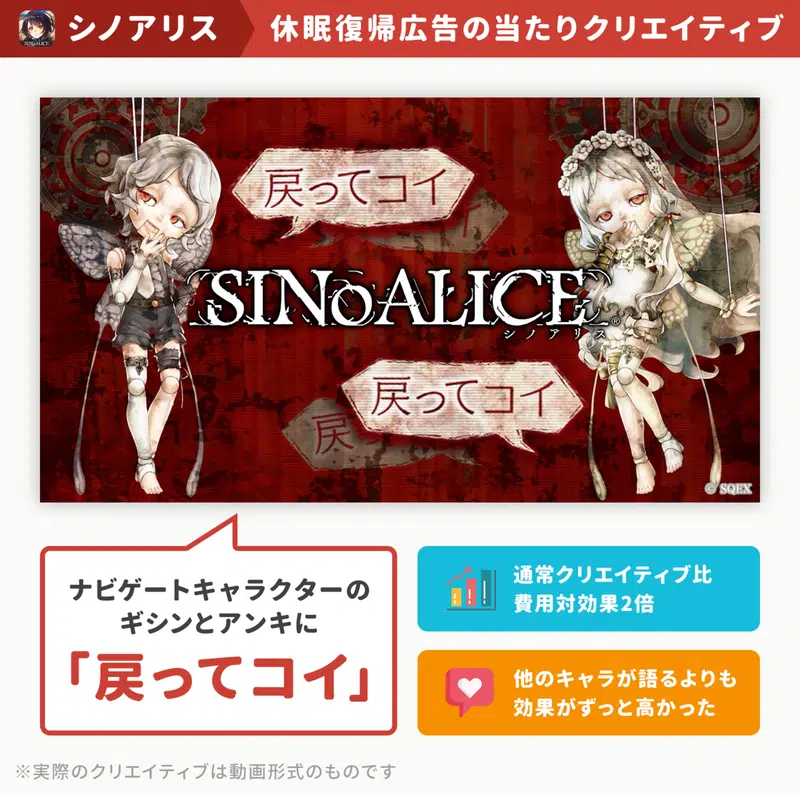 シノアリス
休眠復帰広告の当たりクリエイティブ
戻ってコイ
イ
SINoALICE
シノアリス
戻ってコイ
戻
© SQEX
ナビゲートキャラクターの
ギシンとアンキに
「戻ってコイ」
通常クリエイティブ比
費用対効果2倍
他のキャラが語るよりも
効果がずっと高かった
※実際のクリエイティブは動画形式のものです